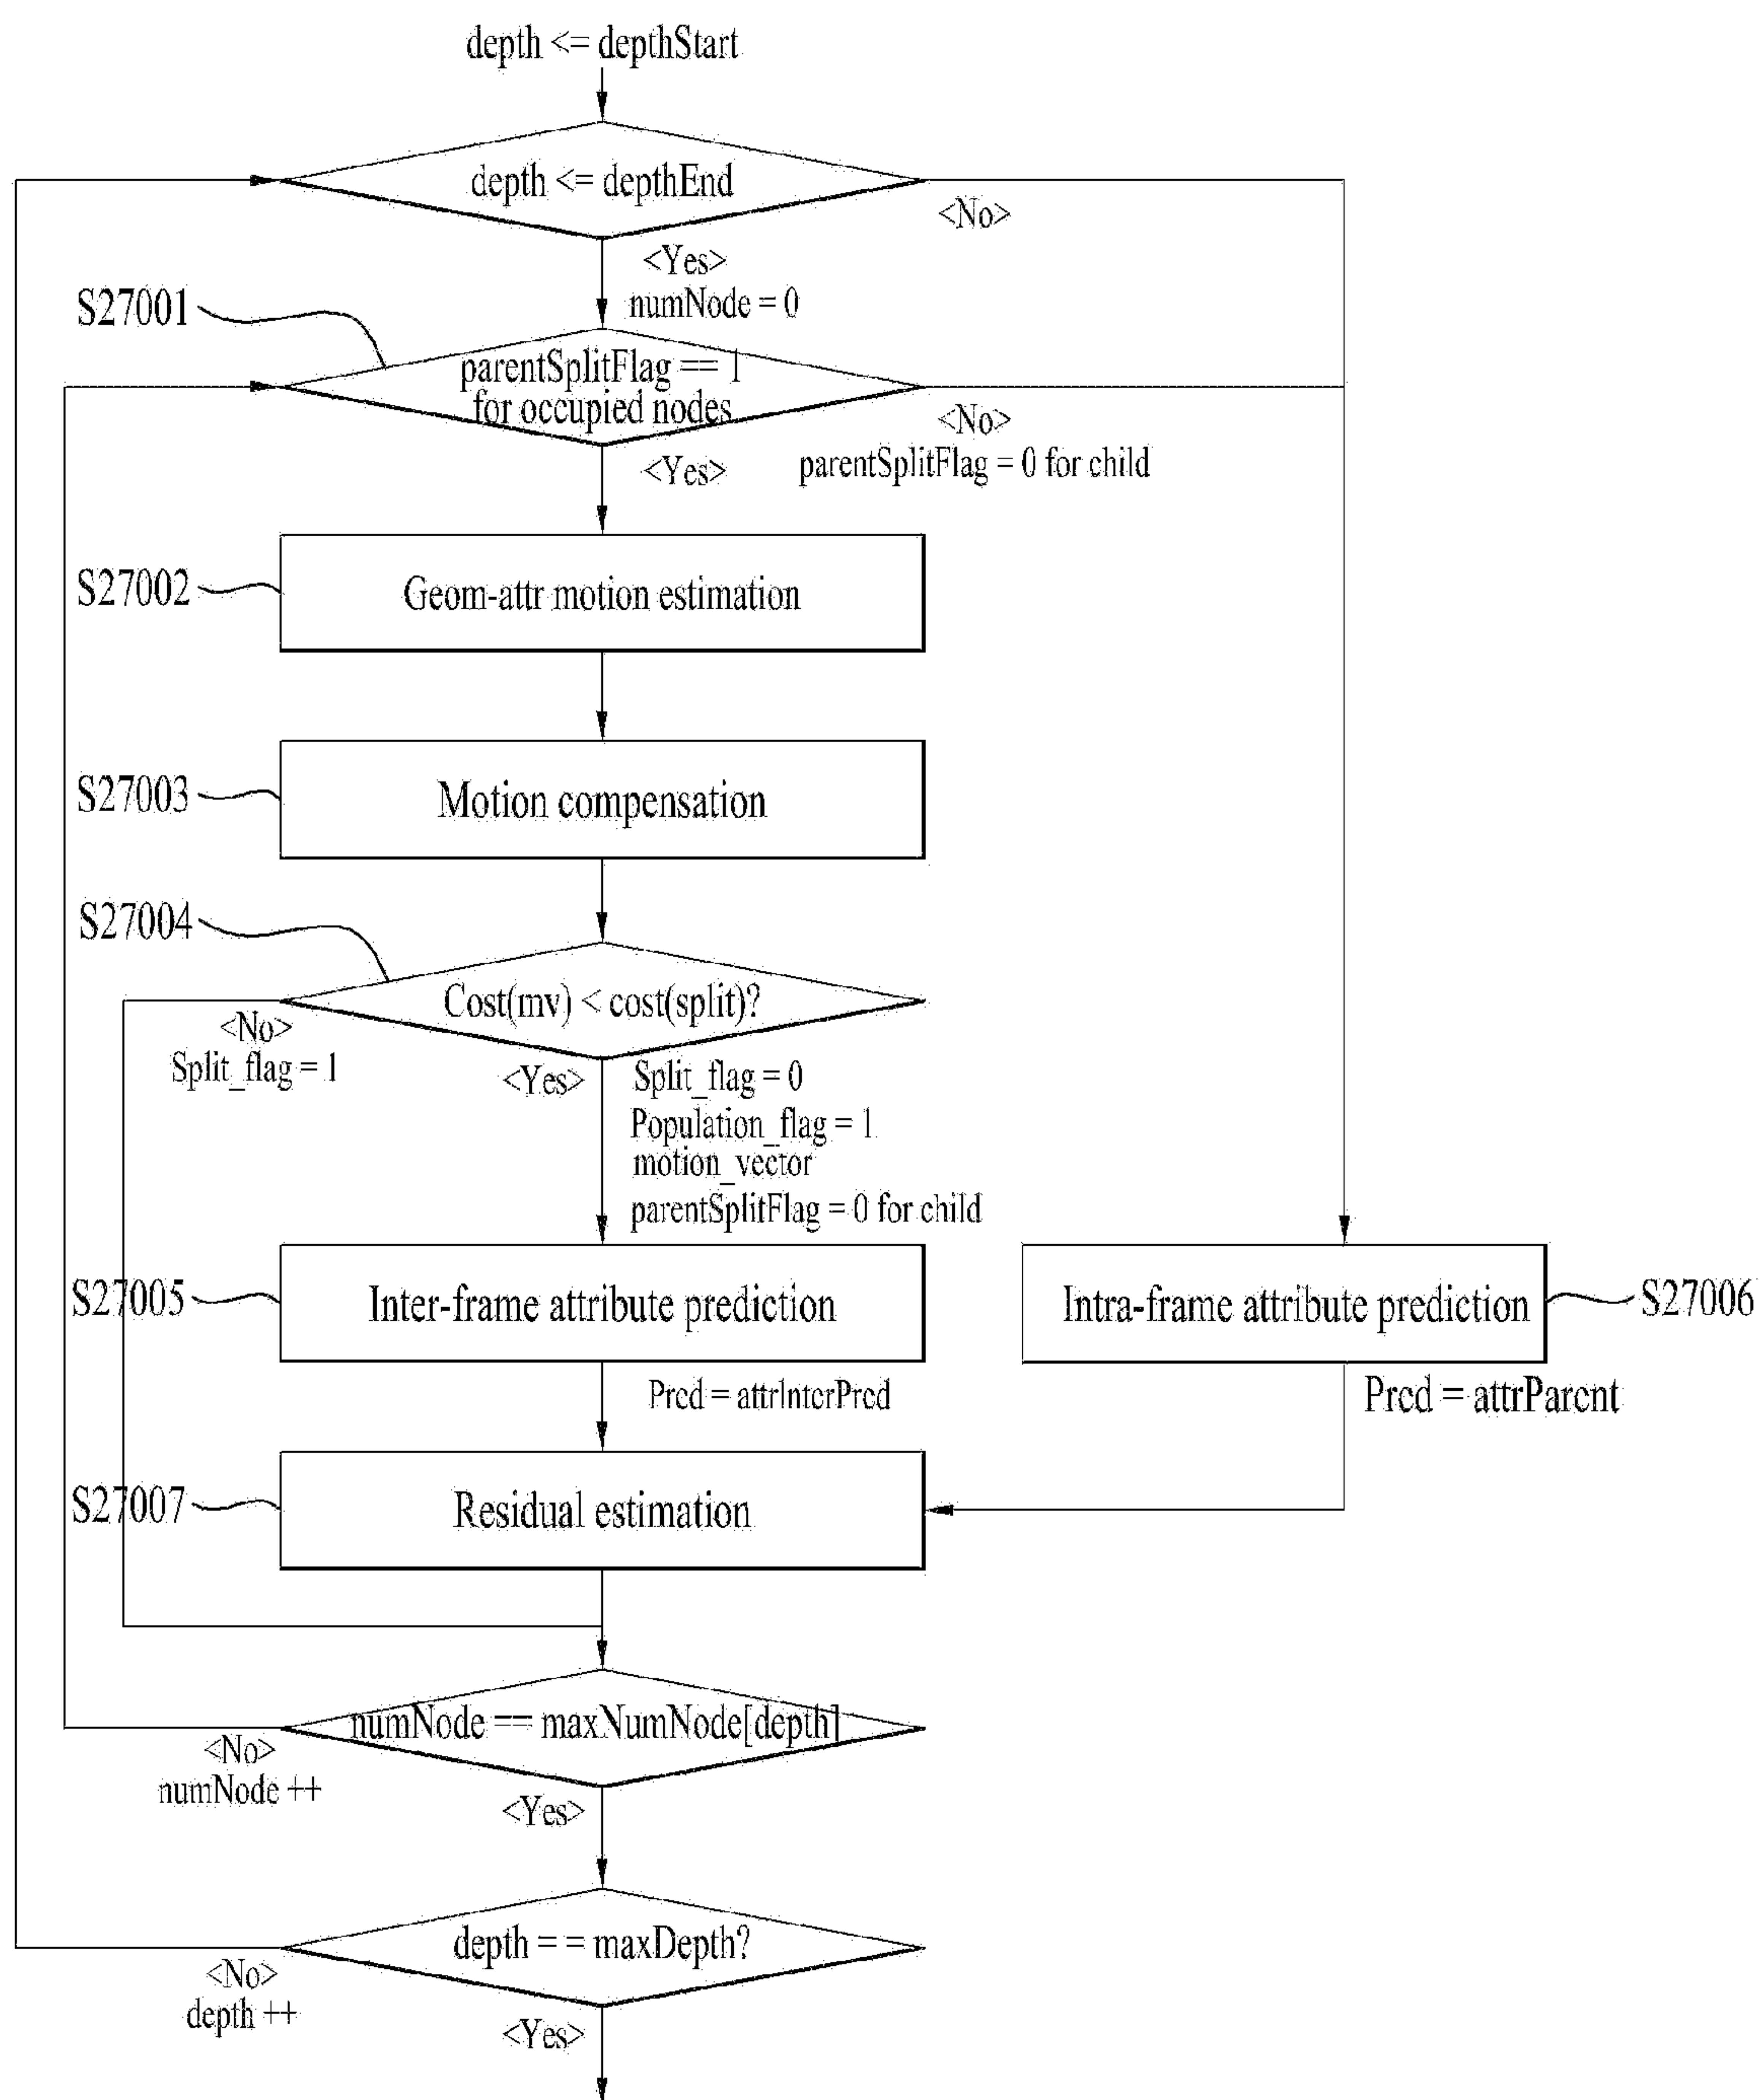 depth <= depthStart
depth <= depthEnd
<No>
<Yes>
numNode = 0
S27001
parentSplitFlag == 1
for occupied nodes
<No>
parentSplitFlag = 0 for child
<Yes>
S27002
Geom-attr motion estimation
S27003
Motion compensation
S27004
Cost(mv) < cost(split)?
<No>
Split_flag = 1
<Yes>
Split_flag = 0
Population_flag = 1
motion_vector
parentSplitFlag = 0 for child
S27005
Inter-frame attribute prediction
Intra-frame attribute prediction
S27006
Pred = attrInterPred
Pred = attrParent
S27007
Residual estimation
numNode == maxNumNode[depth]
<No>
numNode ++
<Yes>
depth = = maxDepth?
<No>
depth ++
<Yes>